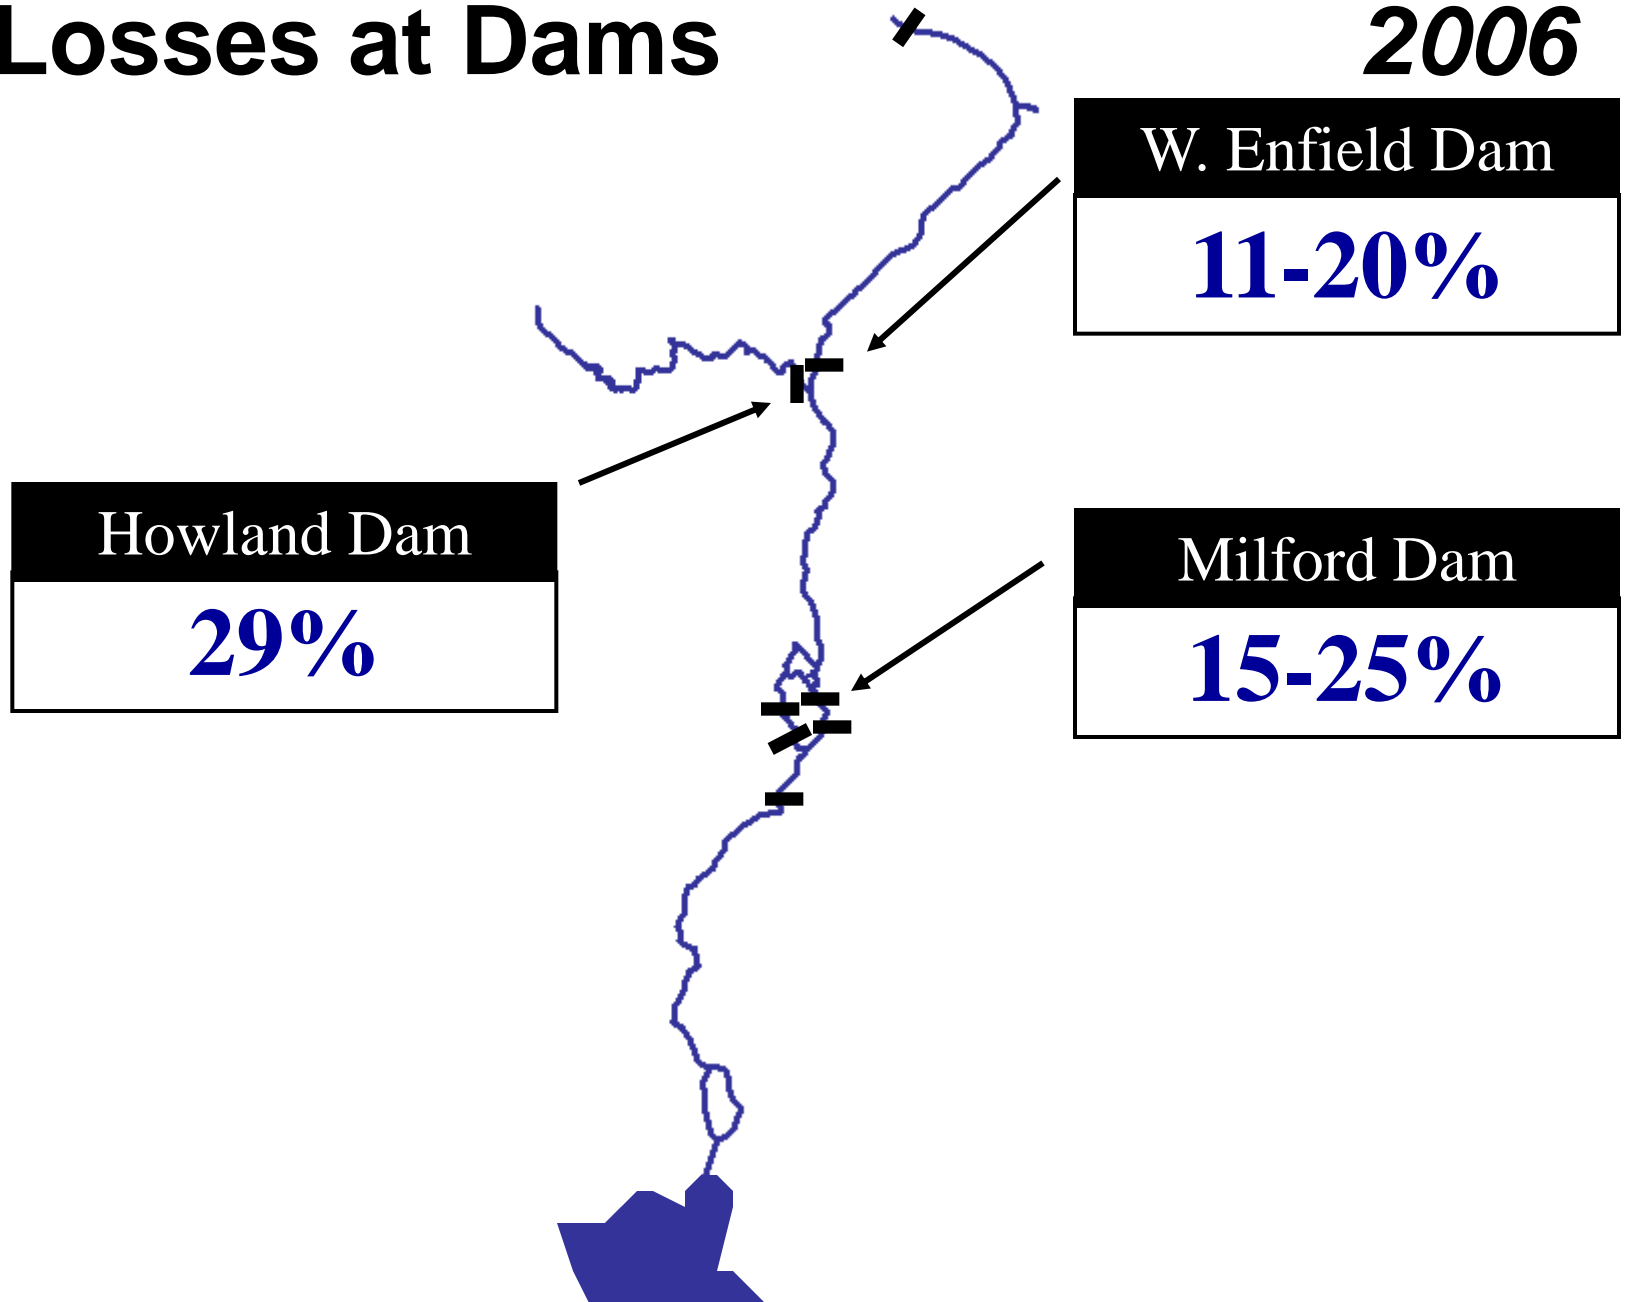 Losses at Dams
2006
W. Enfield Dam
11-20%
Howland Dam
29%
Milford Dam
15-25%